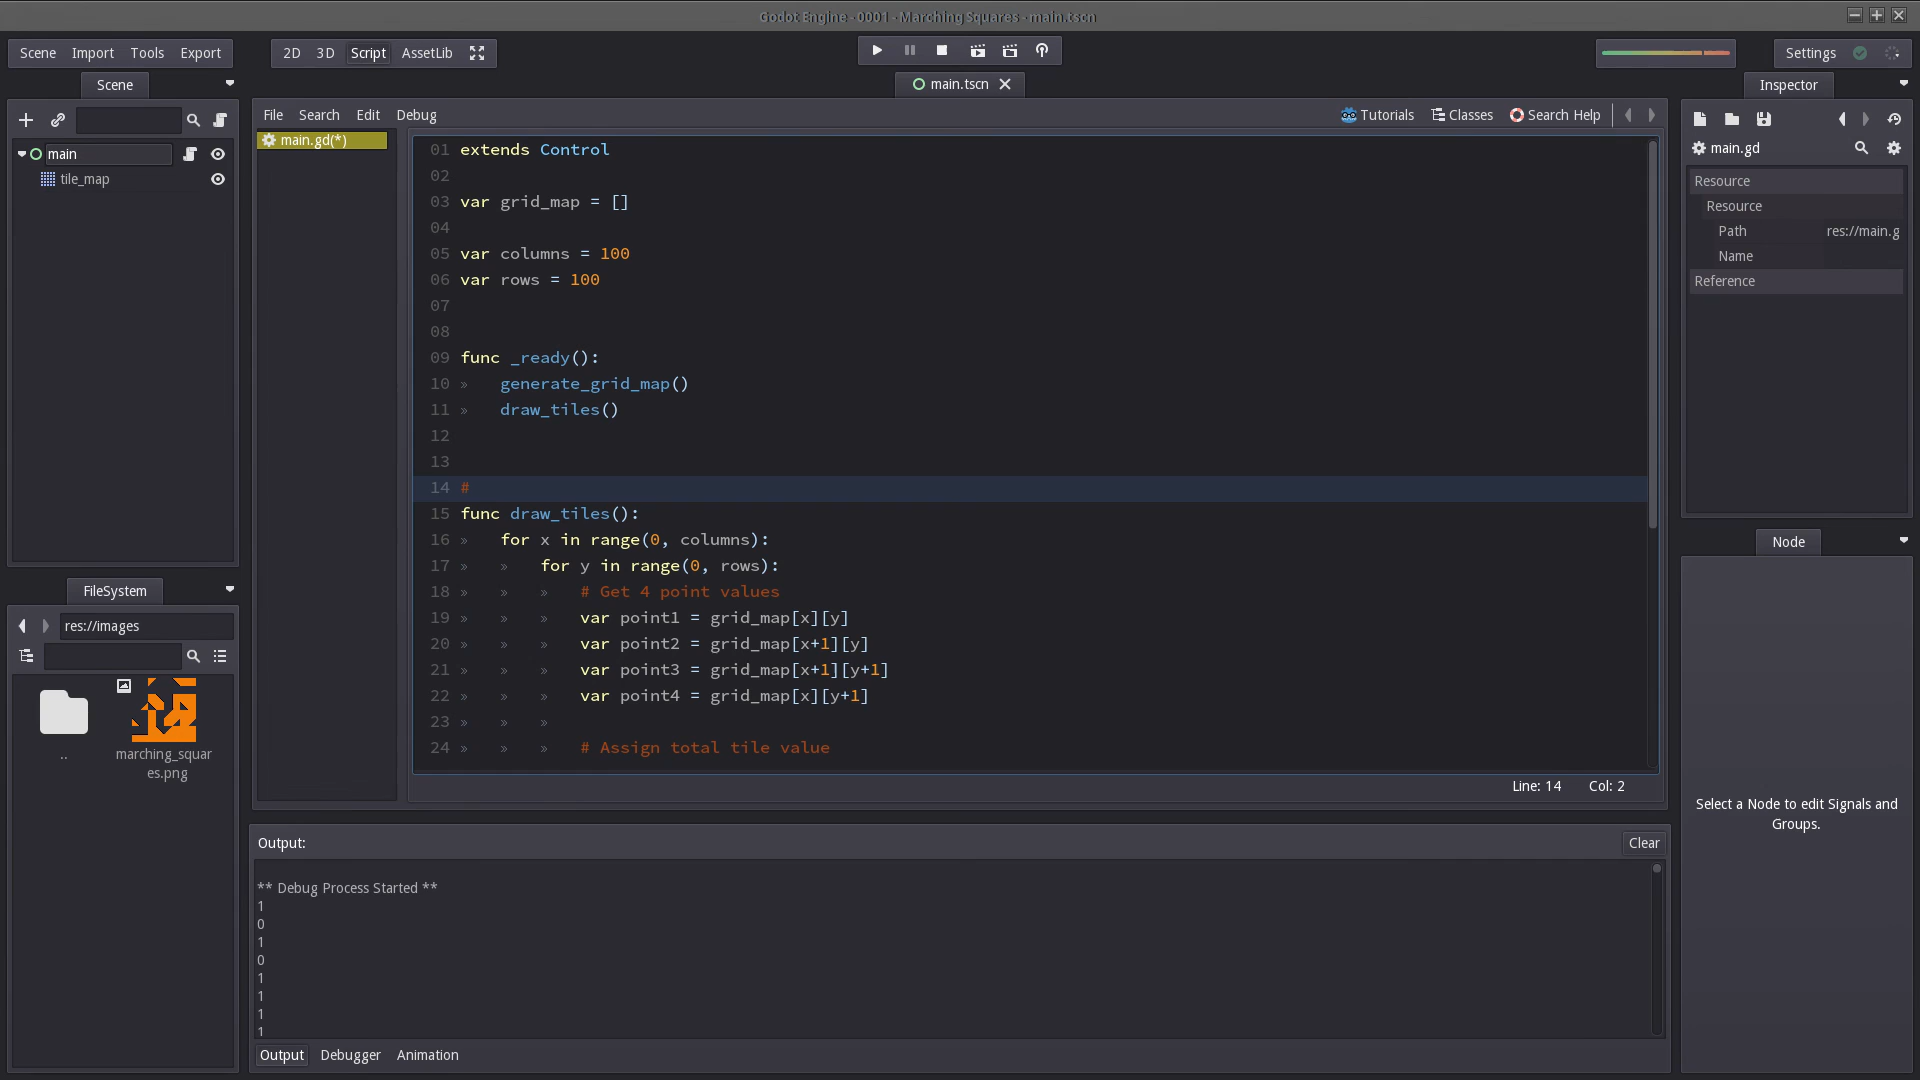 Godot Engine - 0001 - Marching Squares - main.tscn
Scene Import Tools Export
2D 3D Script AssetLib
Settings
Scene
main.tscn
Inspector
File Search Edit Debug
Tutorials Classes Search Help
main
tile_map
main.gd(*)
01 extends Control
02
03 var grid_map = []
04
05 var columns = 100
06 var rows = 100
07
08
09 func _ready():
10 » generate_grid_map()
11 » draw_tiles()
12
13
14 #
15 func draw_tiles():
16 » for x in range(0, columns):
17 » » for y in range(0, rows):
18 » » » # Get 4 point values
19 » » » var point1 = grid_map[x][y]
20 » » » var point2 = grid_map[x+1][y]
21 » » » var point3 = grid_map[x+1][y+1]
22 » » » var point4 = grid_map[x][y+1]
23 » » »
24 » » » # Assign total tile value
Line: 14 Col: 2
main.gd
Resource
Resource
Path res://main.g
Name
Reference
Node
Select a Node to edit Signals and
Groups.
FileSystem
res://images
..
marching_squar
es.png
Output:
Clear
** Debug Process Started **
1
0
1
0
1
1
1
1
Output Debugger Animation